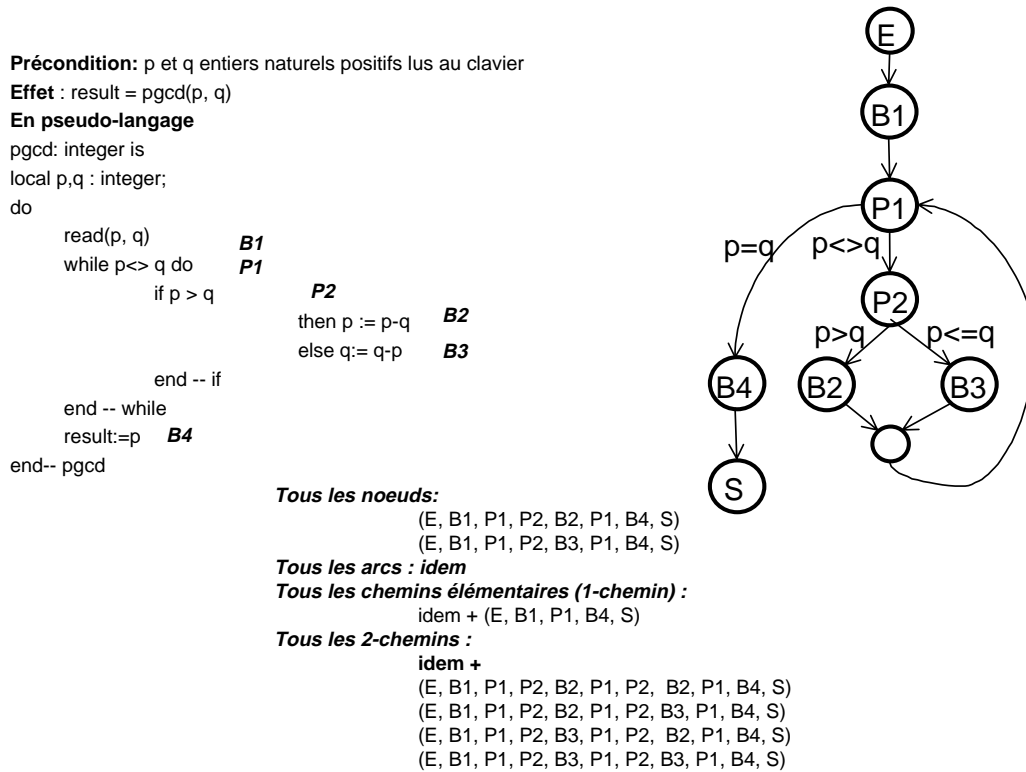 Précondition: p et q entiers naturels positifs lus au clavier
Effet : result = pgcd(p, q)
En pseudo-langage
pgcd: integer is
local p,q : integer;
do
read(p, q) B1
while p<> q do P1
if p > q P2
then p := p-q B2
else q:= q-p B3
end -- if
end -- while
result:=p B4
end-- pgcd
E
B1
P1
p=q p<>q
P2
p>q p<=q
B4 B2 B3
S
Tous les noeuds:
(E, B1, P1, P2, B2, P1, B4, S)
(E, B1, P1, P2, B3, P1, B4, S)
Tous les arcs : idem
Tous les chemins élémentaires (1-chemin) :
idem + (E, B1, P1, B4, S)
Tous les 2-chemins :
idem +
(E, B1, P1, P2, B2, P1, P2, B2, P1, B4, S)
(E, B1, P1, P2, B2, P1, P2, B3, P1, B4, S)
(E, B1, P1, P2, B3, P1, P2, B2, P1, B4, S)
(E, B1, P1, P2, B3, P1, P2, B3, P1, B4, S)